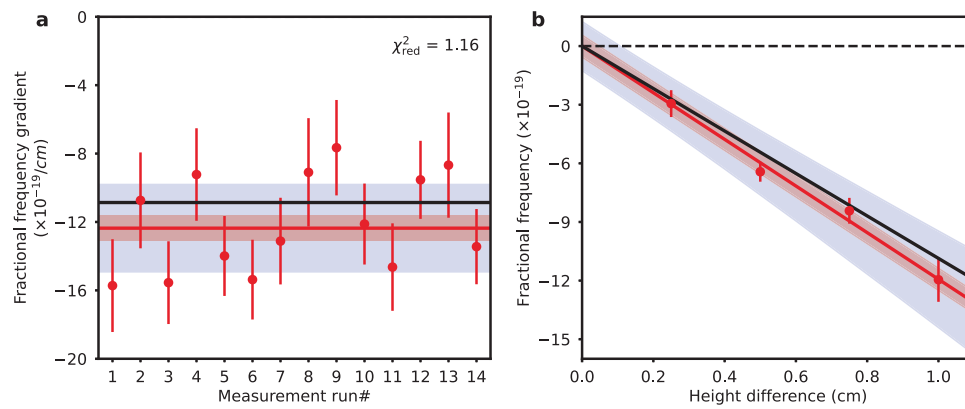 a
χ²red = 1.16
Fractional frequency gradient
(×10⁻¹⁹/cm)
0
−4
−8
−12
−16
−20
1 2 3 4 5 6 7 8 9 10 11 12 13 14
Measurement run#
b
Fractional frequency (×10⁻¹⁹)
0
−3
−6
−9
−12
−15
0.0 0.2 0.4 0.6 0.8 1.0
Height difference (cm)